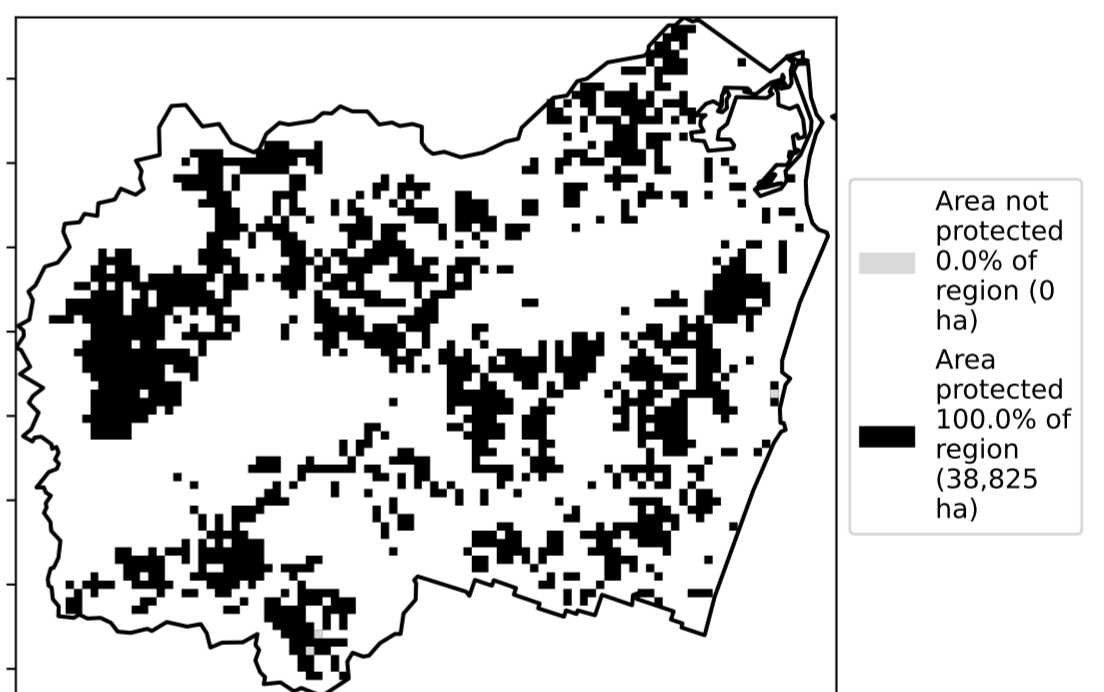 Area not
protected
0.0% of
region (0
ha)
Area
protected
100.0% of
region
(38,825
ha)